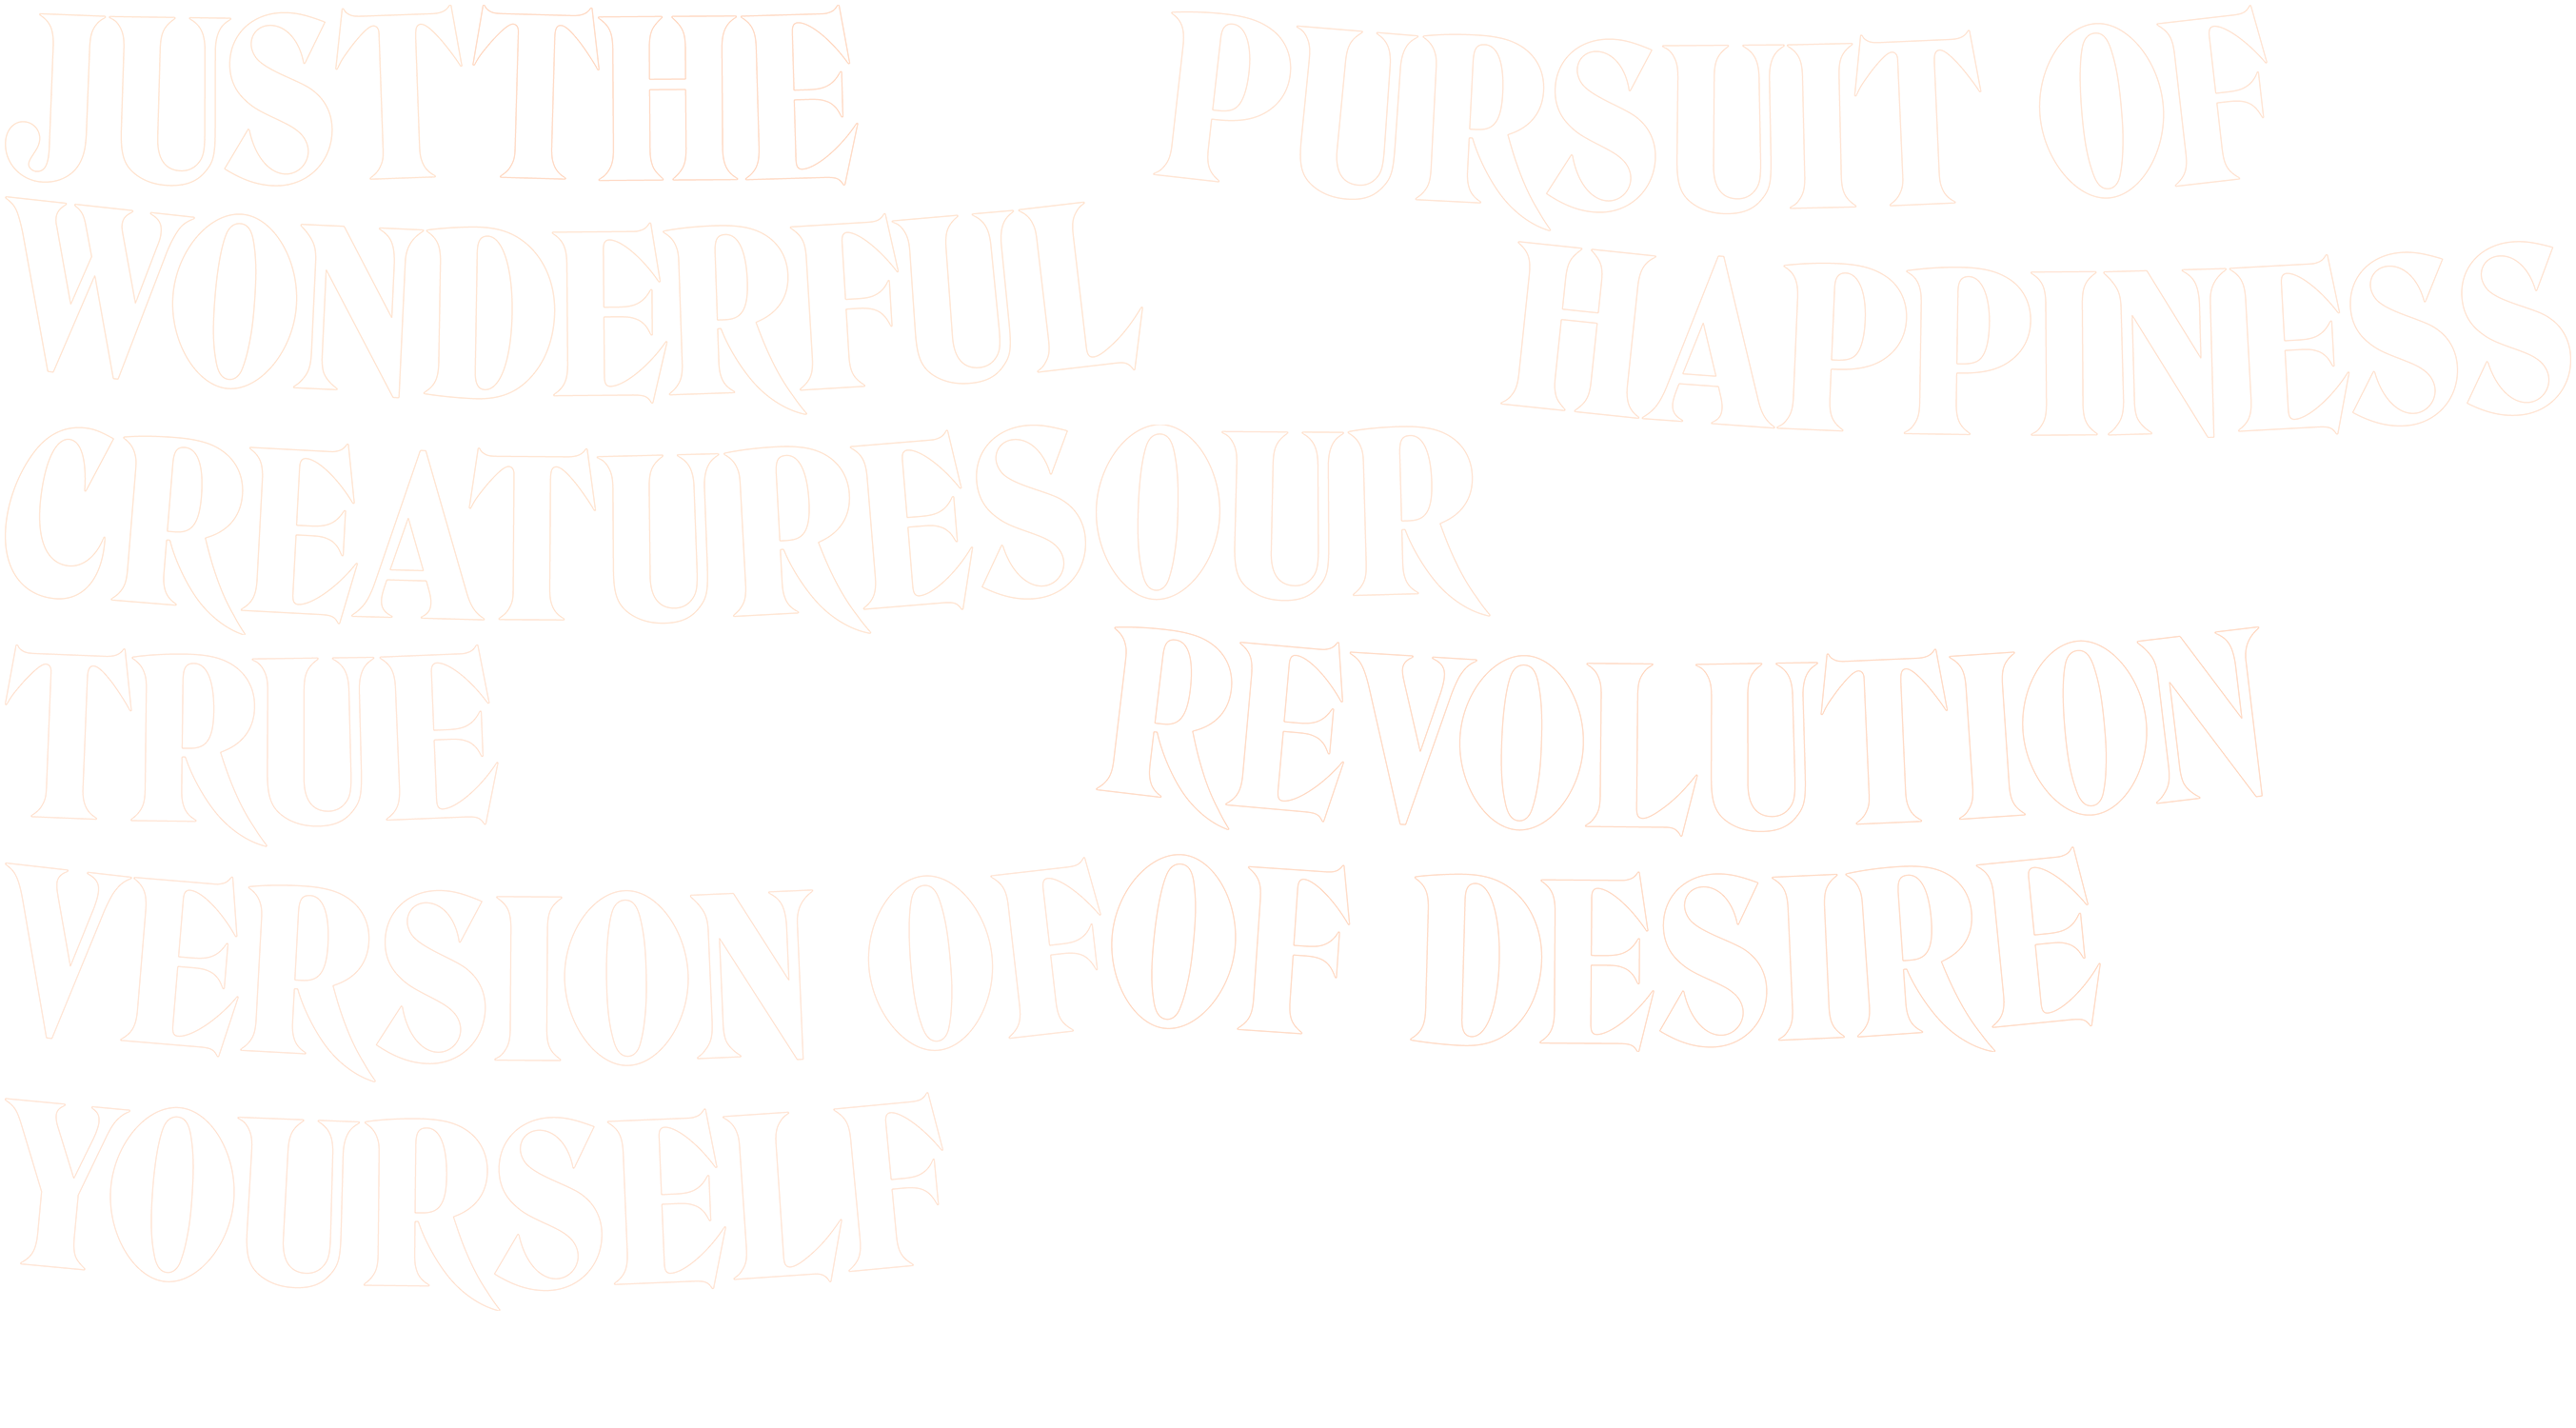 JUST THE PURSUIT OF
WONDERFUL HAPPINESS
CREATURES OUR
TRUE REVOLUTION
VERSION OF OF DESIRE
YOURSELF